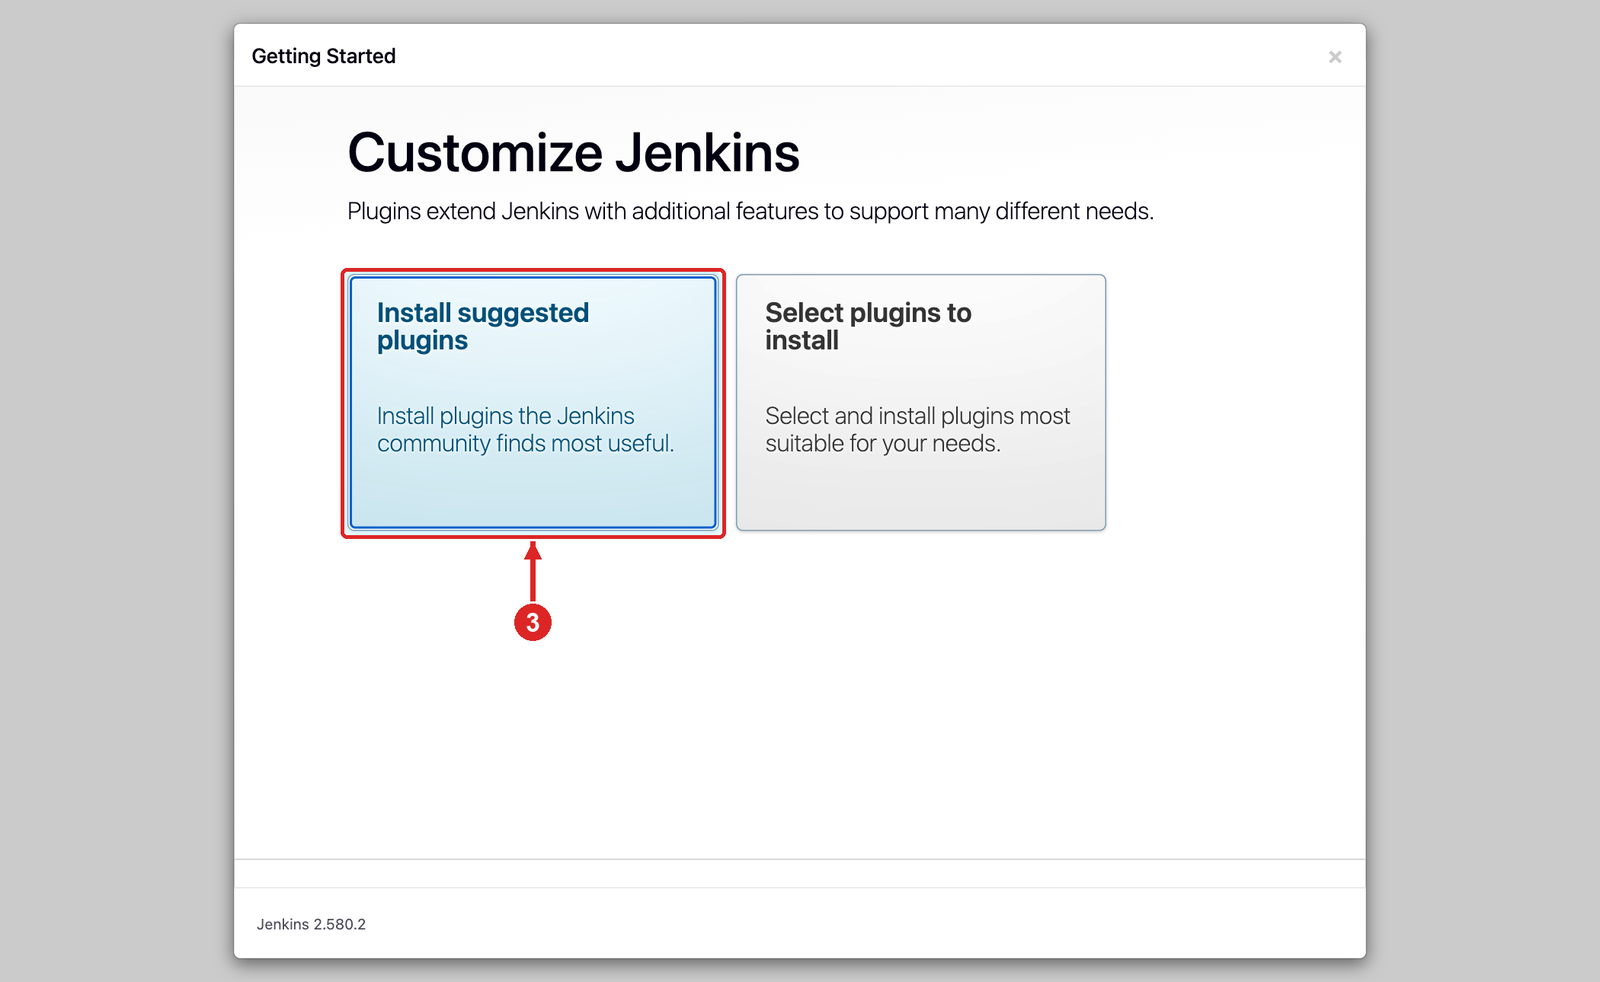 Getting Started
×
Customize Jenkins
Plugins extend Jenkins with additional features to support many different needs.
Install suggested
plugins
Install plugins the Jenkins
community finds most useful.
Select plugins to
install
Select and install plugins most
suitable for your needs.
3
Jenkins 2.580.2